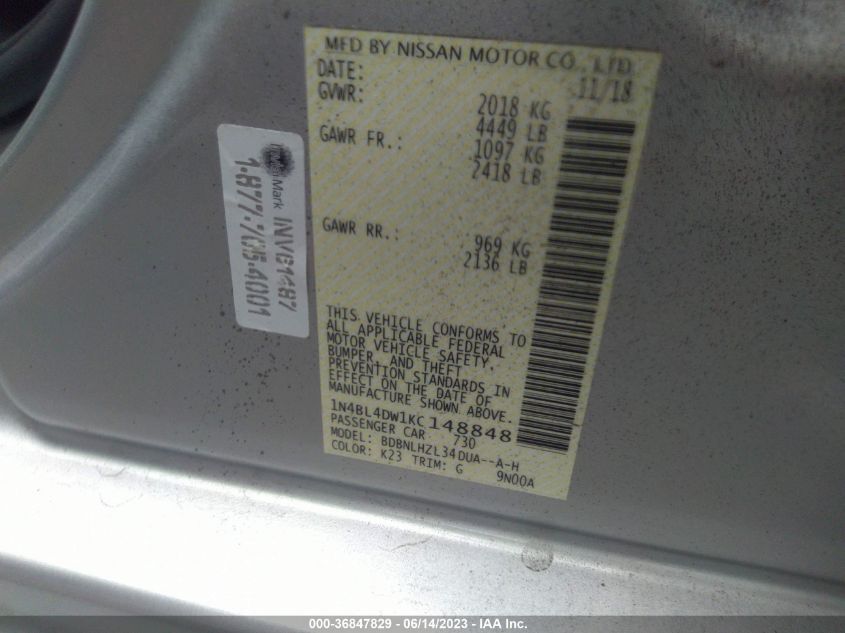 MFD BY NISSAN MOTOR CO., LTD.
DATE: 11/18
GVWR: 2018 KG
4449 LB
GAWR FR.: 1097 KG
2418 LB
GAWR RR.: 969 KG
2136 LB
THIS VEHICLE CONFORMS TO
ALL APPLICABLE FEDERAL
MOTOR VEHICLE SAFETY,
BUMPER, AND THEFT
PREVENTION STANDARDS IN
EFFECT ON THE DATE OF
MANUFACTURE SHOWN ABOVE.
1N4BL4DW1KC148848
PASSENGER CAR 730
MODEL: BDBNLHZL34DUA--A-H
COLOR: K23 TRIM: G 9N00A
Mark
INV61487
1-877-705-4001
000-36847829 - 06/14/2023 - IAA Inc.